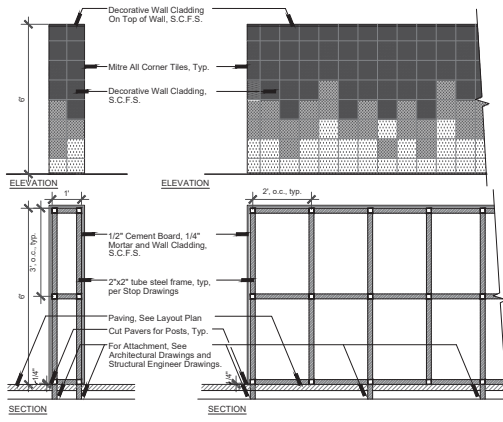 Decorative Wall Cladding
On Top of Wall, S.C.F.S.
Mitre All Corner Tiles, Typ.
Decorative Wall Cladding,
S.C.F.S.
6'
ELEVATION
ELEVATION
1'
2', o.c., typ.
3', o.c., typ.
6'
1/2" Cement Board, 1/4"
Mortar and Wall Cladding,
S.C.F.S.
2"x2" tube steel frame, typ,
per Stop Drawings
Paving, See Layout Plan
Cut Pavers for Posts, Typ.
For Attachment, See
Architectural Drawings and
Structural Engineer Drawings.
1/4"
1/4"
SECTION
SECTION